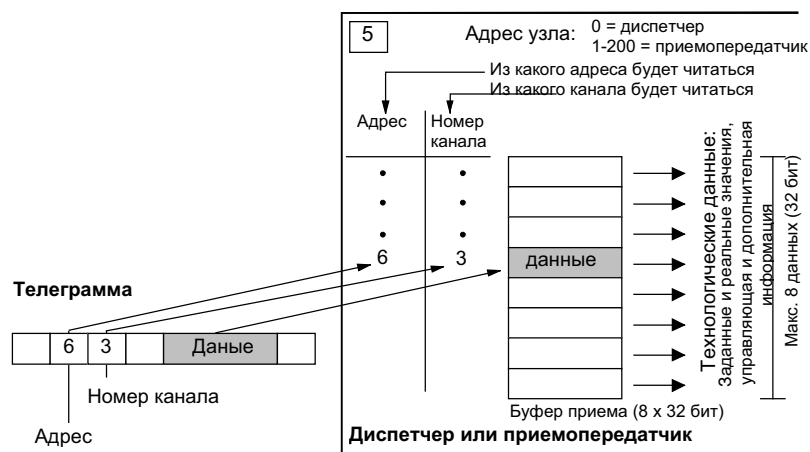 5
Адрес узла:
0 = диспетчер
1-200 = приемопередатчик
Из какого адреса будет читаться
Из какого канала будет читаться
Адрес
Номер
канала
6
3
данные
Технологические данные:
Заданные и реальные значения,
управляющая и дополнительная
информация
Макс. 8 данных (32 бит)
Телеграмма
6
3
Даные
Номер канала
Адрес
Буфер приема (8 x 32 бит)
Диспетчер или приемопередатчик